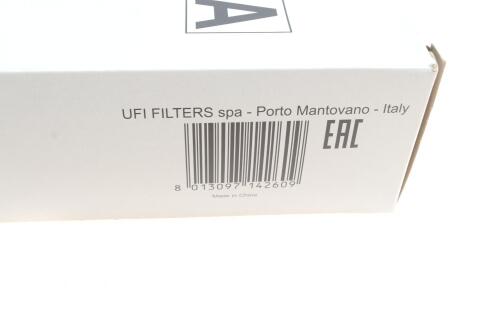 A
UFI FILTERS spa - Porto Mantovano - Italy
EAC
8 013097 142609
Made in China